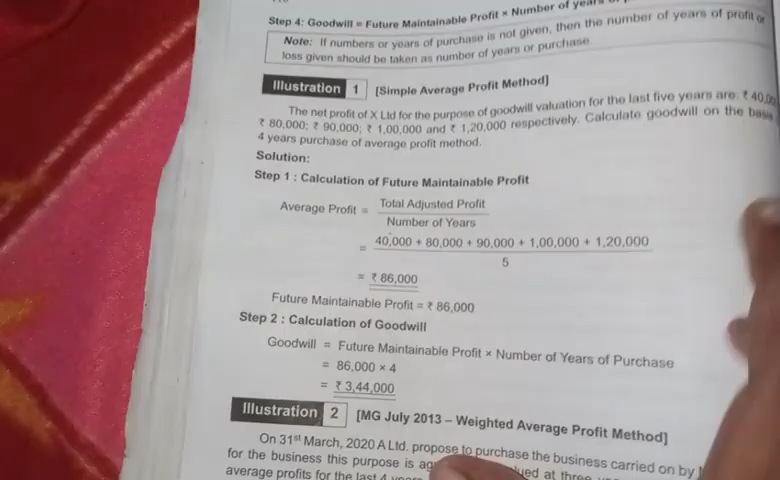 Step 4: Goodwill = Future Maintainable Profit × Number of years
Note: If numbers or years of purchase is not given, then the number of years of profit or
loss given should be taken as number of years or purchase.
Illustration 1 [Simple Average Profit Method]
The net profit of X Ltd for the purpose of goodwill valuation for the last five years are: ₹ 40,00
₹ 80,000; ₹ 90,000; ₹ 1,00,000 and ₹ 1,20,000 respectively. Calculate goodwill on the basis
4 years purchase of average profit method.
Solution:
Step 1 : Calculation of Future Maintainable Profit
Average Profit = Total Adjusted Profit
Number of Years
= 40,000 + 80,000 + 90,000 + 1,00,000 + 1,20,000
5
= ₹ 86,000
Future Maintainable Profit = ₹ 86,000
Step 2 : Calculation of Goodwill
Goodwill = Future Maintainable Profit × Number of Years of Purchase
= 86,000 × 4
= ₹ 3,44,000
Illustration 2 [MG July 2013 – Weighted Average Profit Method]
On 31st March, 2020 A Ltd. propose to purchase the business carried on by
for the business this purpose is at three
average profits for the last 4 years